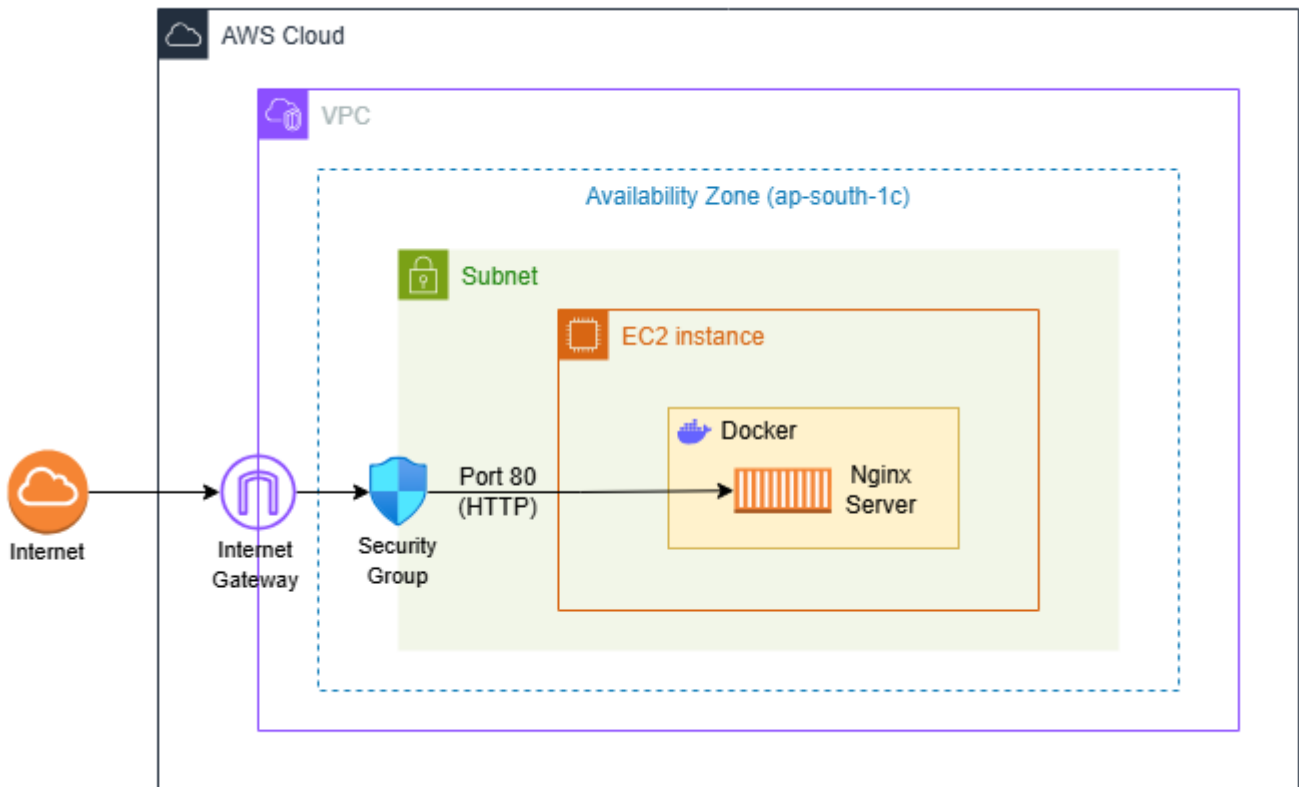 AWS Cloud
VPC
Availability Zone (ap-south-1c)
Subnet
EC2 instance
Docker
Port 80
(HTTP)
Nginx
Server
Internet
Internet
Gateway
Security
Group